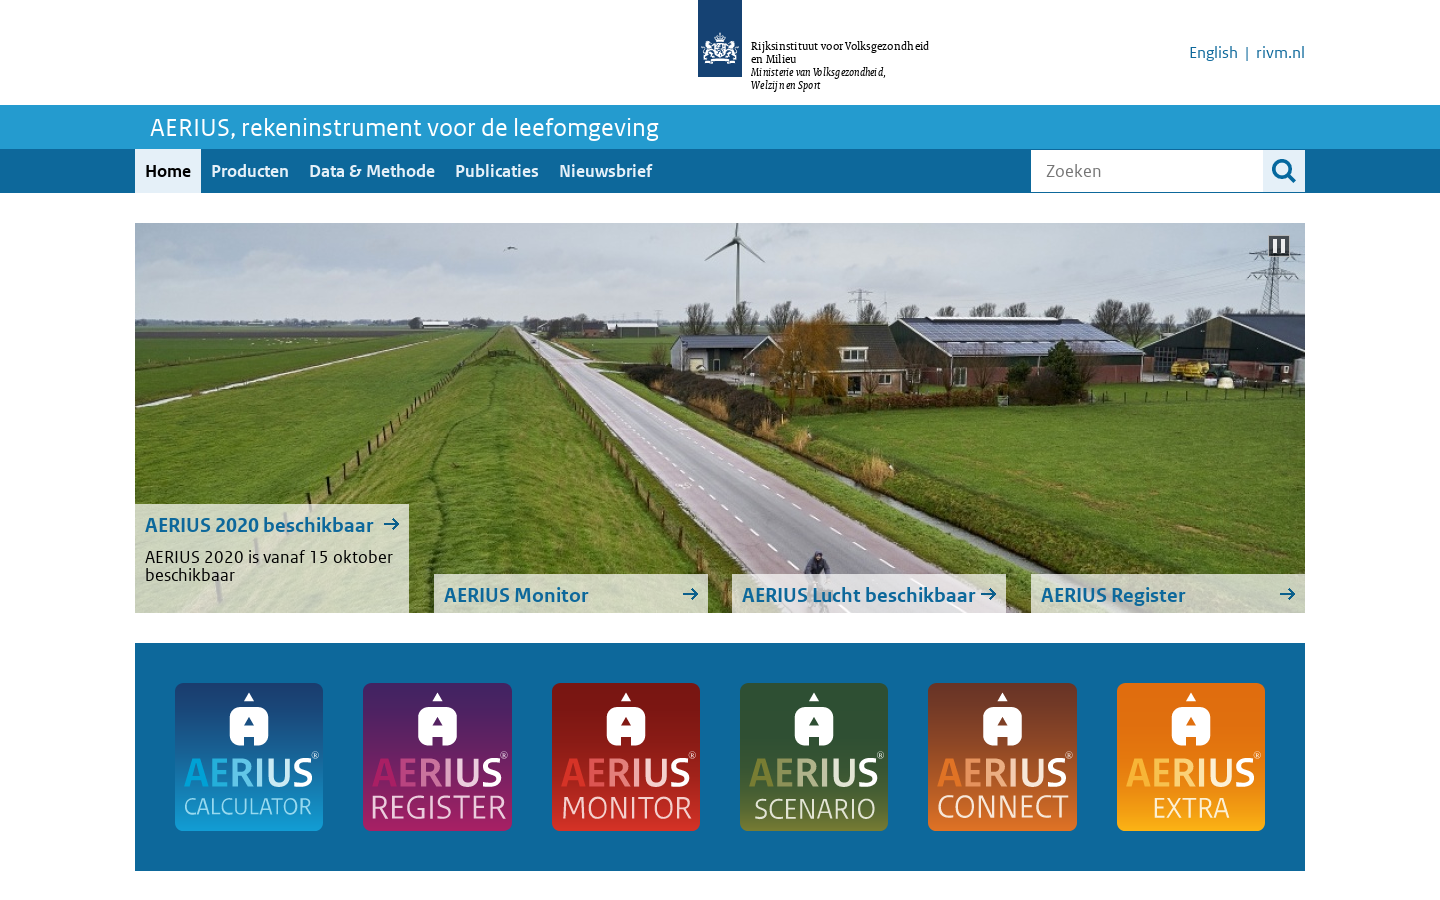 Rijksinstituut voor Volksgezondheid
en Milieu
Ministerie van Volksgezondheid,
Welzijn en Sport
English | rivm.nl
AERIUS, rekeninstrument voor de leefomgeving
Home Producten Data & Methode Publicaties Nieuwsbrief
Zoeken
AERIUS 2020 beschikbaar
AERIUS 2020 is vanaf 15 oktober
beschikbaar
AERIUS Monitor
AERIUS Lucht beschikbaar
AERIUS Register
AERIUS®
CALCULATOR
AERIUS®
REGISTER
AERIUS®
MONITOR
AERIUS®
SCENARIO
AERIUS®
CONNECT
AERIUS®
EXTRA